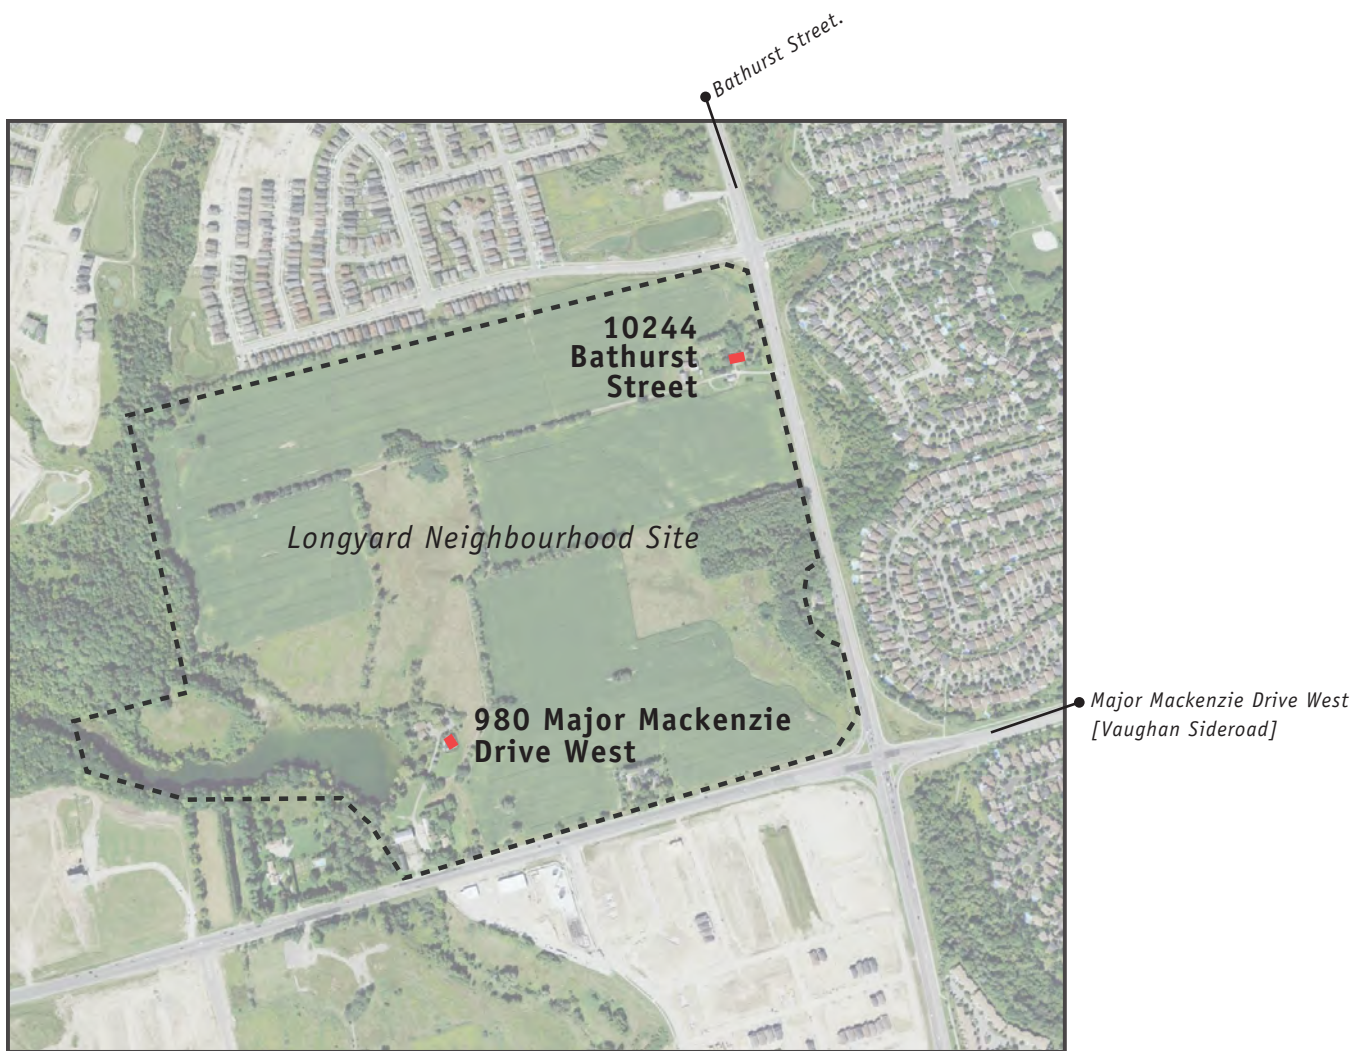 Bathurst Street.
10244
Bathurst
Street
Longyard Neighbourhood Site
980 Major Mackenzie
Drive West
Major Mackenzie Drive West
[Vaughan Sideroad]